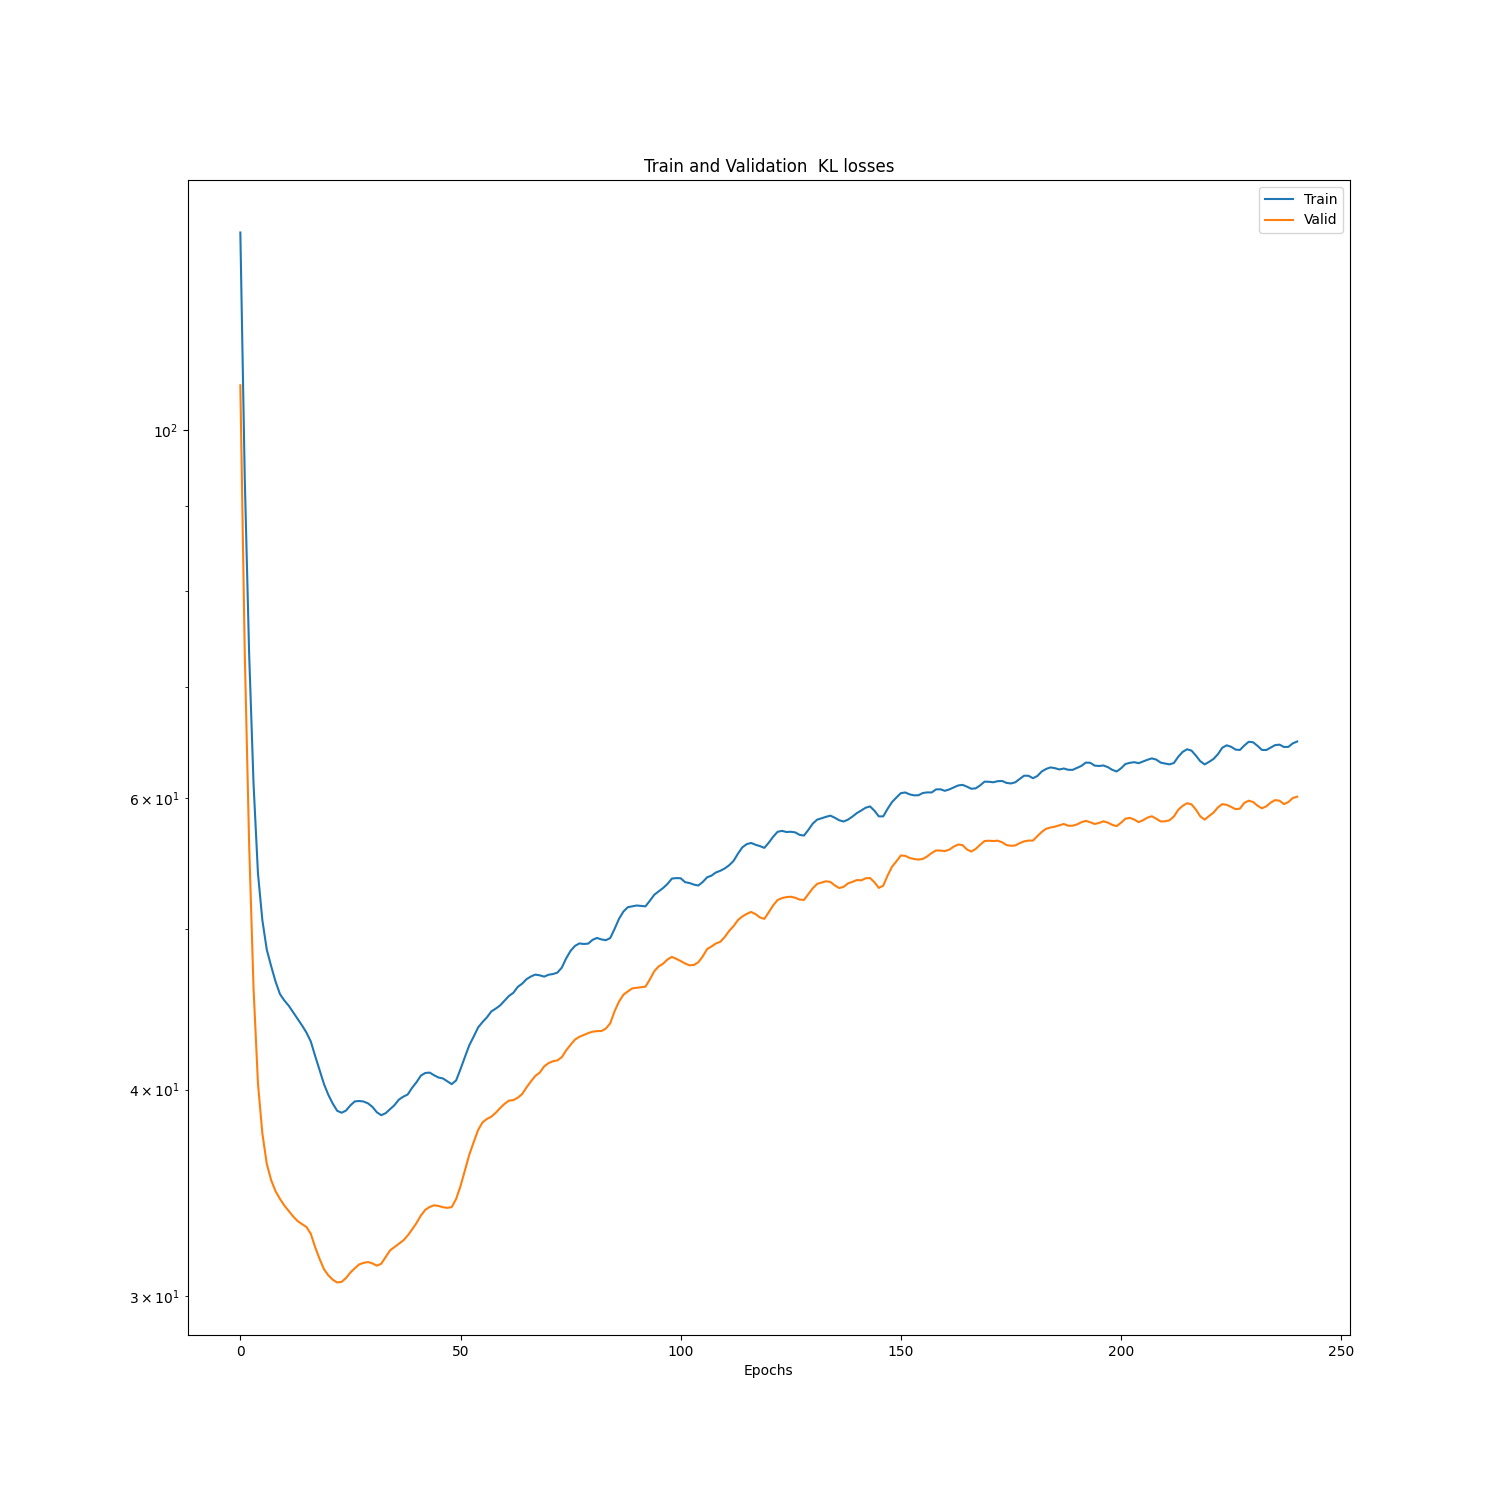 Train and Validation  KL losses
Train
Valid
10²
6 × 10¹
4 × 10¹
3 × 10¹
0 50 100 150 200 250
Epochs